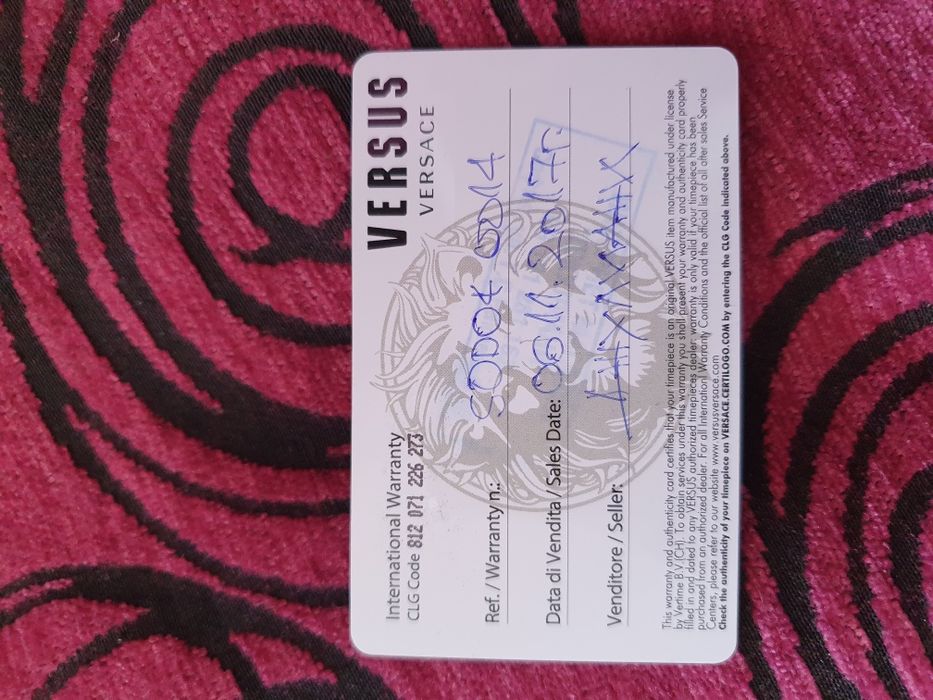 VERSUS
VERSACE
International Warranty
CLG Code 812 071 226 273
Ref. / Warranty n.: SOD04 0014
Data di Vendita / Sales Date: 06.11.2017г.
Venditore / Seller:
This warranty and authenticity card certifies that your timepiece is an original VERSUS item manufactured under license
by Vertime B.V. (CH). To obtain services under this warranty you shall present your warranty and authenticity card properly
filled in and dated to any VERSUS authorized timepieces dealer: warranty is only valid if your timepiece has been
purchased from an authorized dealer. For all International Warranty Conditions and the official list of all after sales Service
Centers, please refer to our website www.versusversace.com
Check the authenticity of your timepiece on VERSACE.CERTILOGO.COM by entering the CLG Code indicated above.